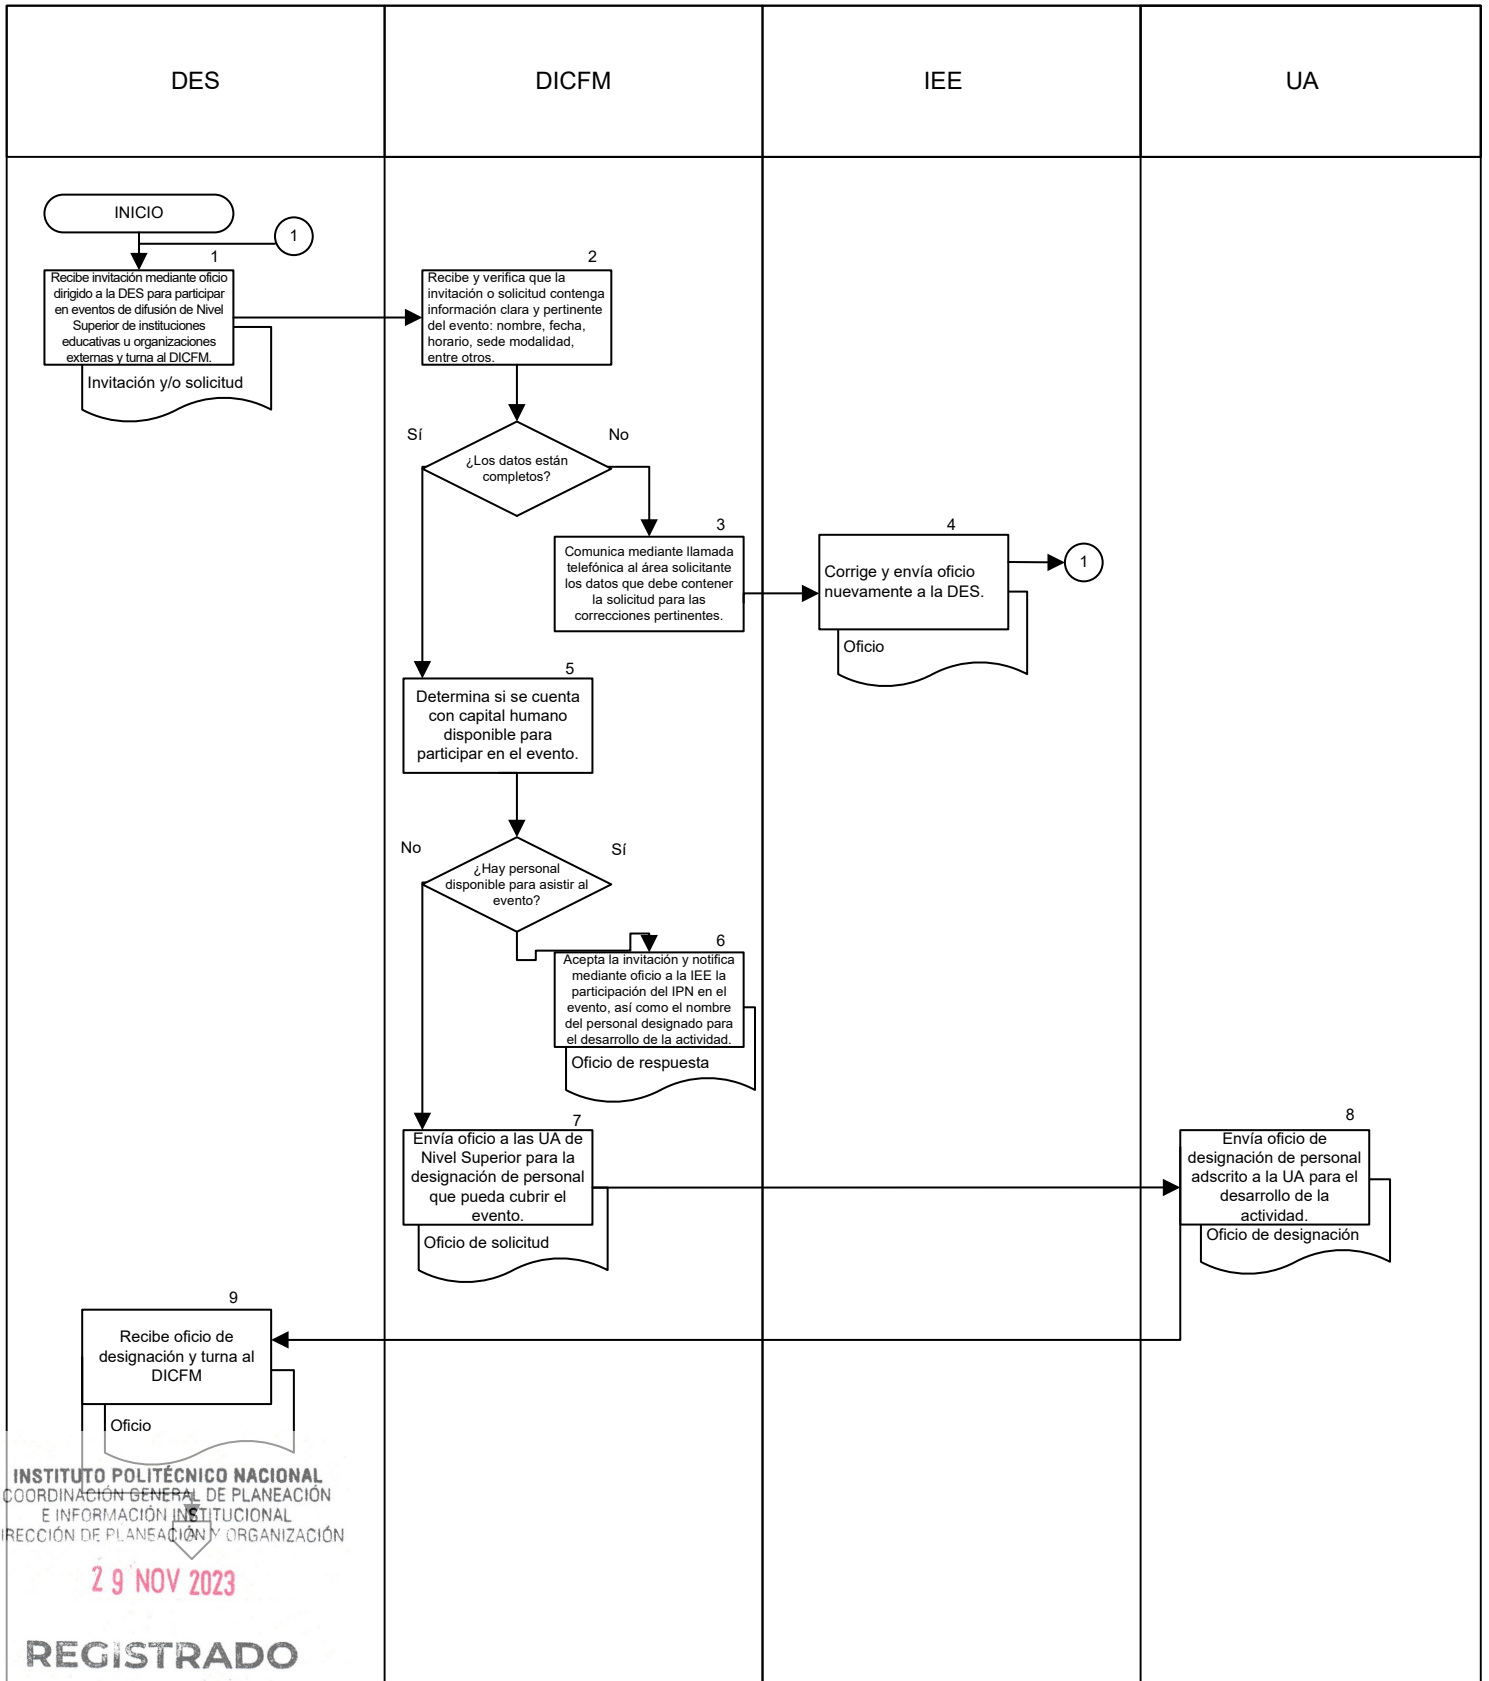 DES
DICFM
IEE
UA
INICIO
1
1
Recibe invitación mediante oficio
dirigido a la DES para participar
en eventos de difusión de Nivel
Superior de instituciones
educativas u organizaciones
externas y turna al DICFM.
Invitación y/o solicitud
2
Recibe y verifica que la
invitación o solicitud contenga
información clara y pertinente
del evento: nombre, fecha,
horario, sede modalidad,
entre otros.
Sí
No
¿Los datos están
completos?
3
Comunica mediante llamada
telefónica al área solicitante
los datos que debe contener
la solicitud para las
correcciones pertinentes.
4
Corrige y envía oficio
nuevamente a la DES.
1
Oficio
5
Determina si se cuenta
con capital humano
disponible para
participar en el evento.
No
Sí
¿Hay personal
disponible para asistir al
evento?
6
Acepta la invitación y notifica
mediante oficio a la IEE la
participación del IPN en el
evento, así como el nombre
del personal designado para
el desarrollo de la actividad.
Oficio de respuesta
7
Envía oficio a las UA de
Nivel Superior para la
designación de personal
que pueda cubrir el
evento.
Oficio de solicitud
8
Envía oficio de
designación de personal
adscrito a la UA para el
desarrollo de la
actividad.
Oficio de designación
9
Recibe oficio de
designación y turna al
DICFM
Oficio
INSTITUTO POLITÉCNICO NACIONAL
COORDINACIÓN GENERAL DE PLANEACIÓN
E INFORMACIÓN INSTITUCIONAL
IRECCIÓN DE PLANEACIÓN Y ORGANIZACIÓN
29 NOV 2023
REGISTRADO